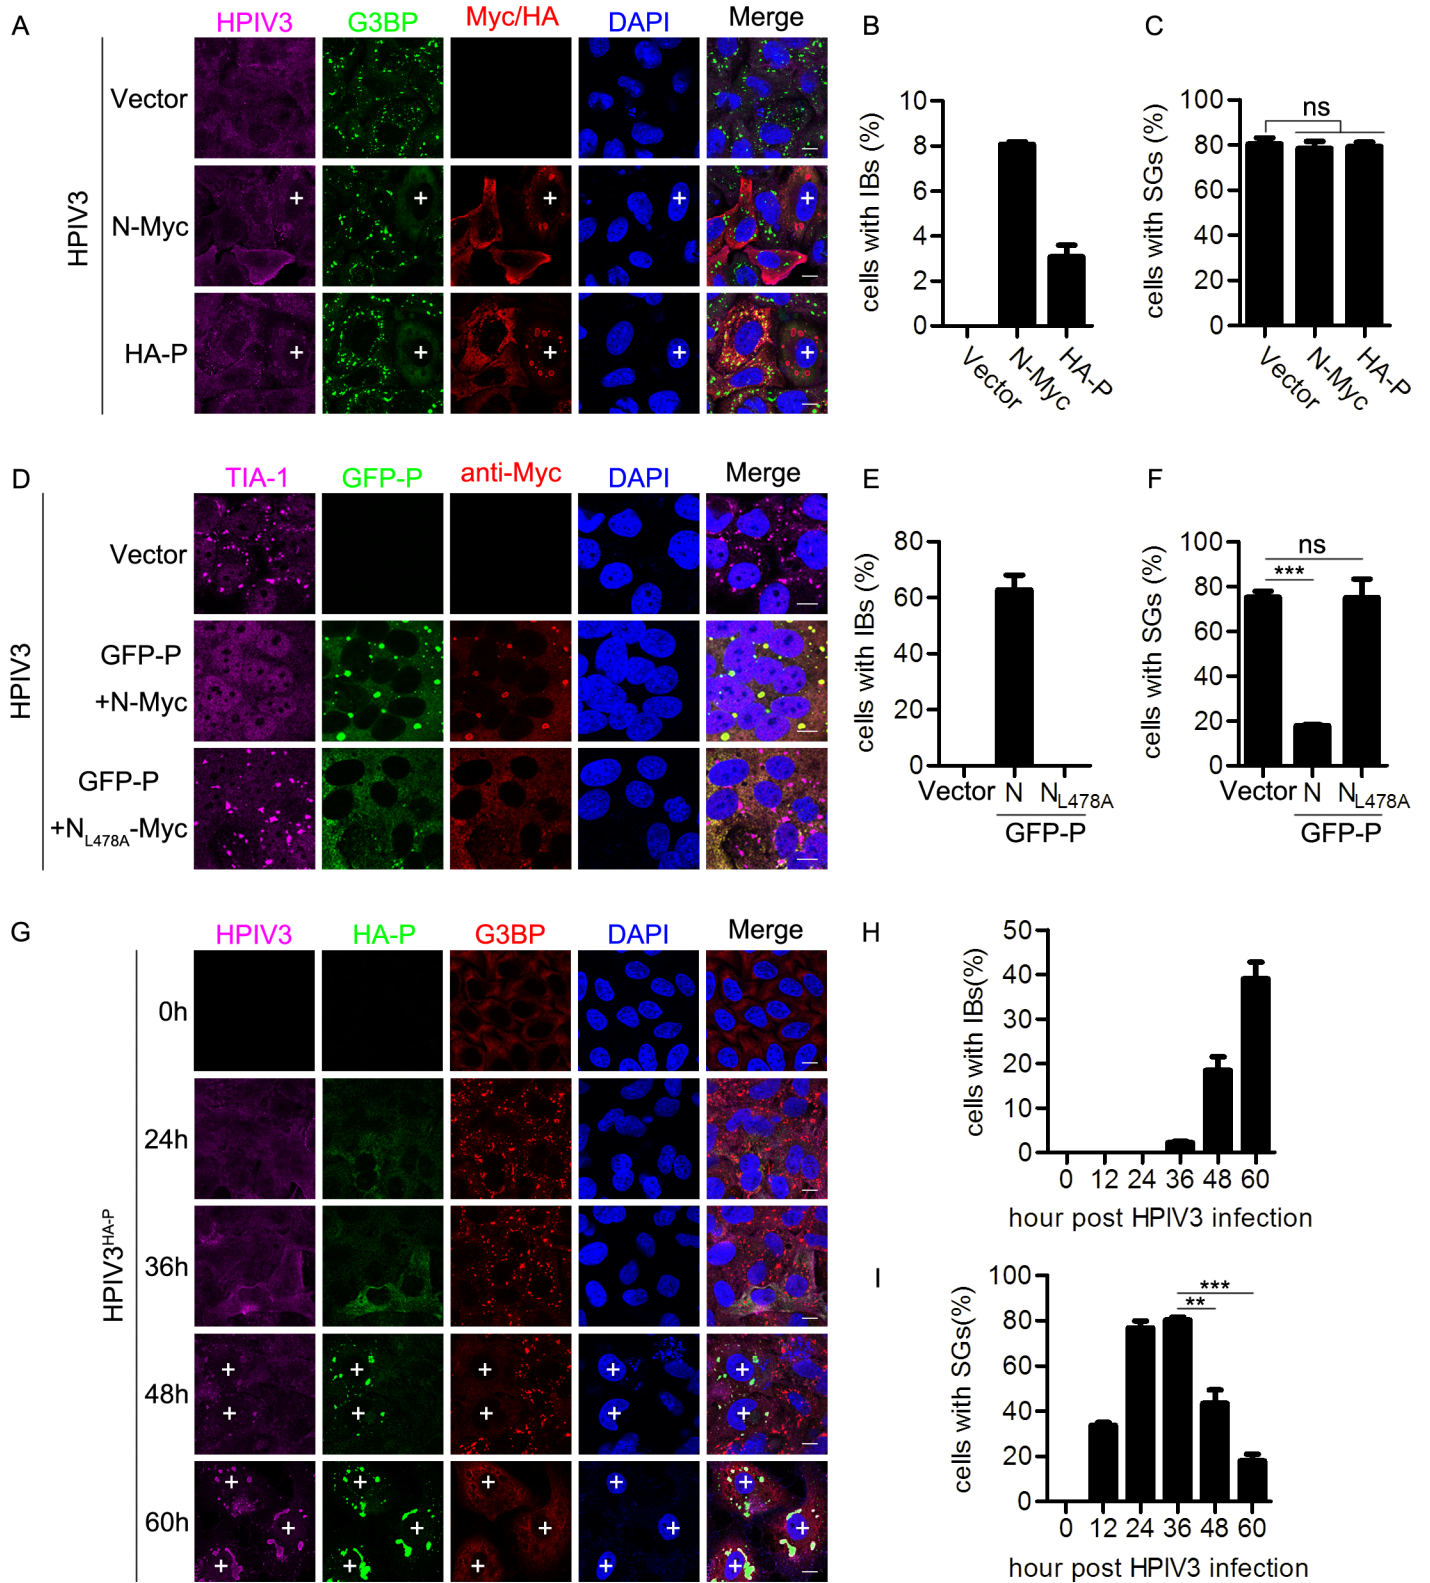 A
HPIV3 G3BP Myc/HA DAPI Merge
HPIV3
Vector
N-Myc
+ + + + +
HA-P
+ + + + +
B
cells with IBs (%)
10
8
6
4
2
0
Vector N-Myc HA-P
C
cells with SGs (%)
ns
100
80
60
40
20
0
Vector N-Myc HA-P
D
TIA-1 GFP-P anti-Myc DAPI Merge
HPIV3
Vector
GFP-P
+N-Myc
GFP-P
+NL478A-Myc
E
cells with IBs (%)
80
60
40
20
0
Vector N NL478A
GFP-P
F
cells with SGs (%)
ns
***
100
80
60
40
20
0
Vector N NL478A
GFP-P
G
HPIV3 HA-P G3BP DAPI Merge
HPIV3HA-P
0h
24h
36h
48h
+ + + + +
+ + + + +
60h
+ + + + +
+ + + + +
+ + + + +
H
cells with IBs(%)
50
40
30
20
10
0
0 12 24 36 48 60
hour post HPIV3 infection
I
cells with SGs(%)
***
**
100
80
60
40
20
0
0 12 24 36 48 60
hour post HPIV3 infection